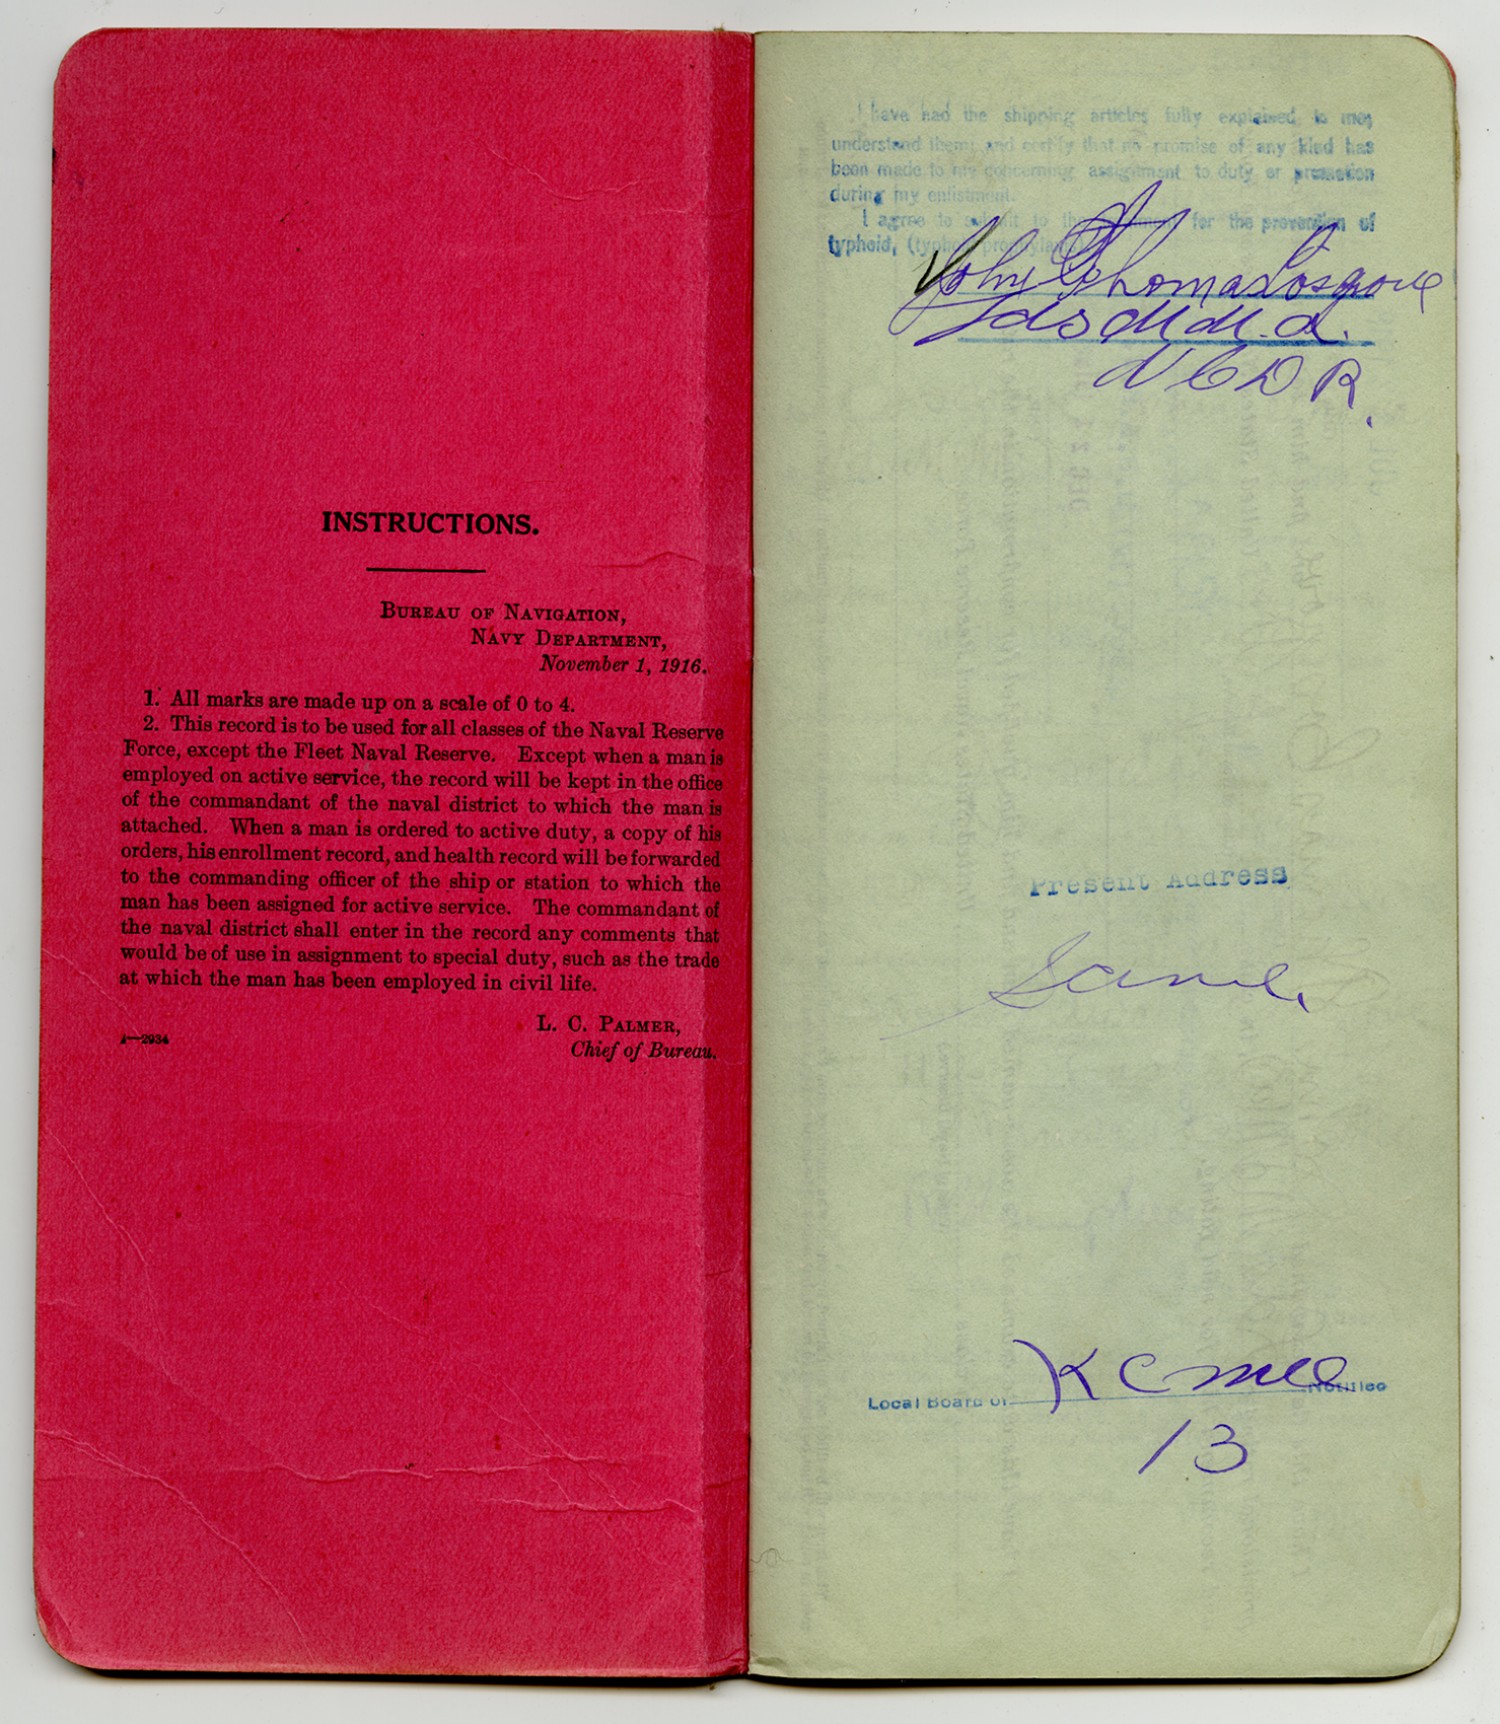 INSTRUCTIONS.
BUREAU OF NAVIGATION,
NAVY DEPARTMENT,
November 1, 1916.
1. All marks are made up on a scale of 0 to 4.
2. This record is to be used for all classes of the Naval Reserve
Force, except the Fleet Naval Reserve. Except when a man is
employed on active service, the record will be kept in the office
of the commandant of the naval district to which the man is
attached. When a man is ordered to active duty, a copy of his
orders, his enrollment record, and health record will be forwarded
to the commanding officer of the ship or station to which the
man has been assigned for active service. The commandant of
the naval district shall enter in the record any comments that
would be of use in assignment to special duty, such as the trade
at which the man has been employed in civil life.
L. C. PALMER,
Chief of Bureau.
2—2934
I have had the shipping articles fully explained to me,
understand them, and certify that no promise of any kind has
been made to my concerning assignment to duty or promotion
during my enlistment.
I agree to submit to the treatment for the prevention of
typhoid, (typhoid prophylaxis)
John Thomas Cosgrove
Present Address
Same.
Local Board of K C Mo Notified
13